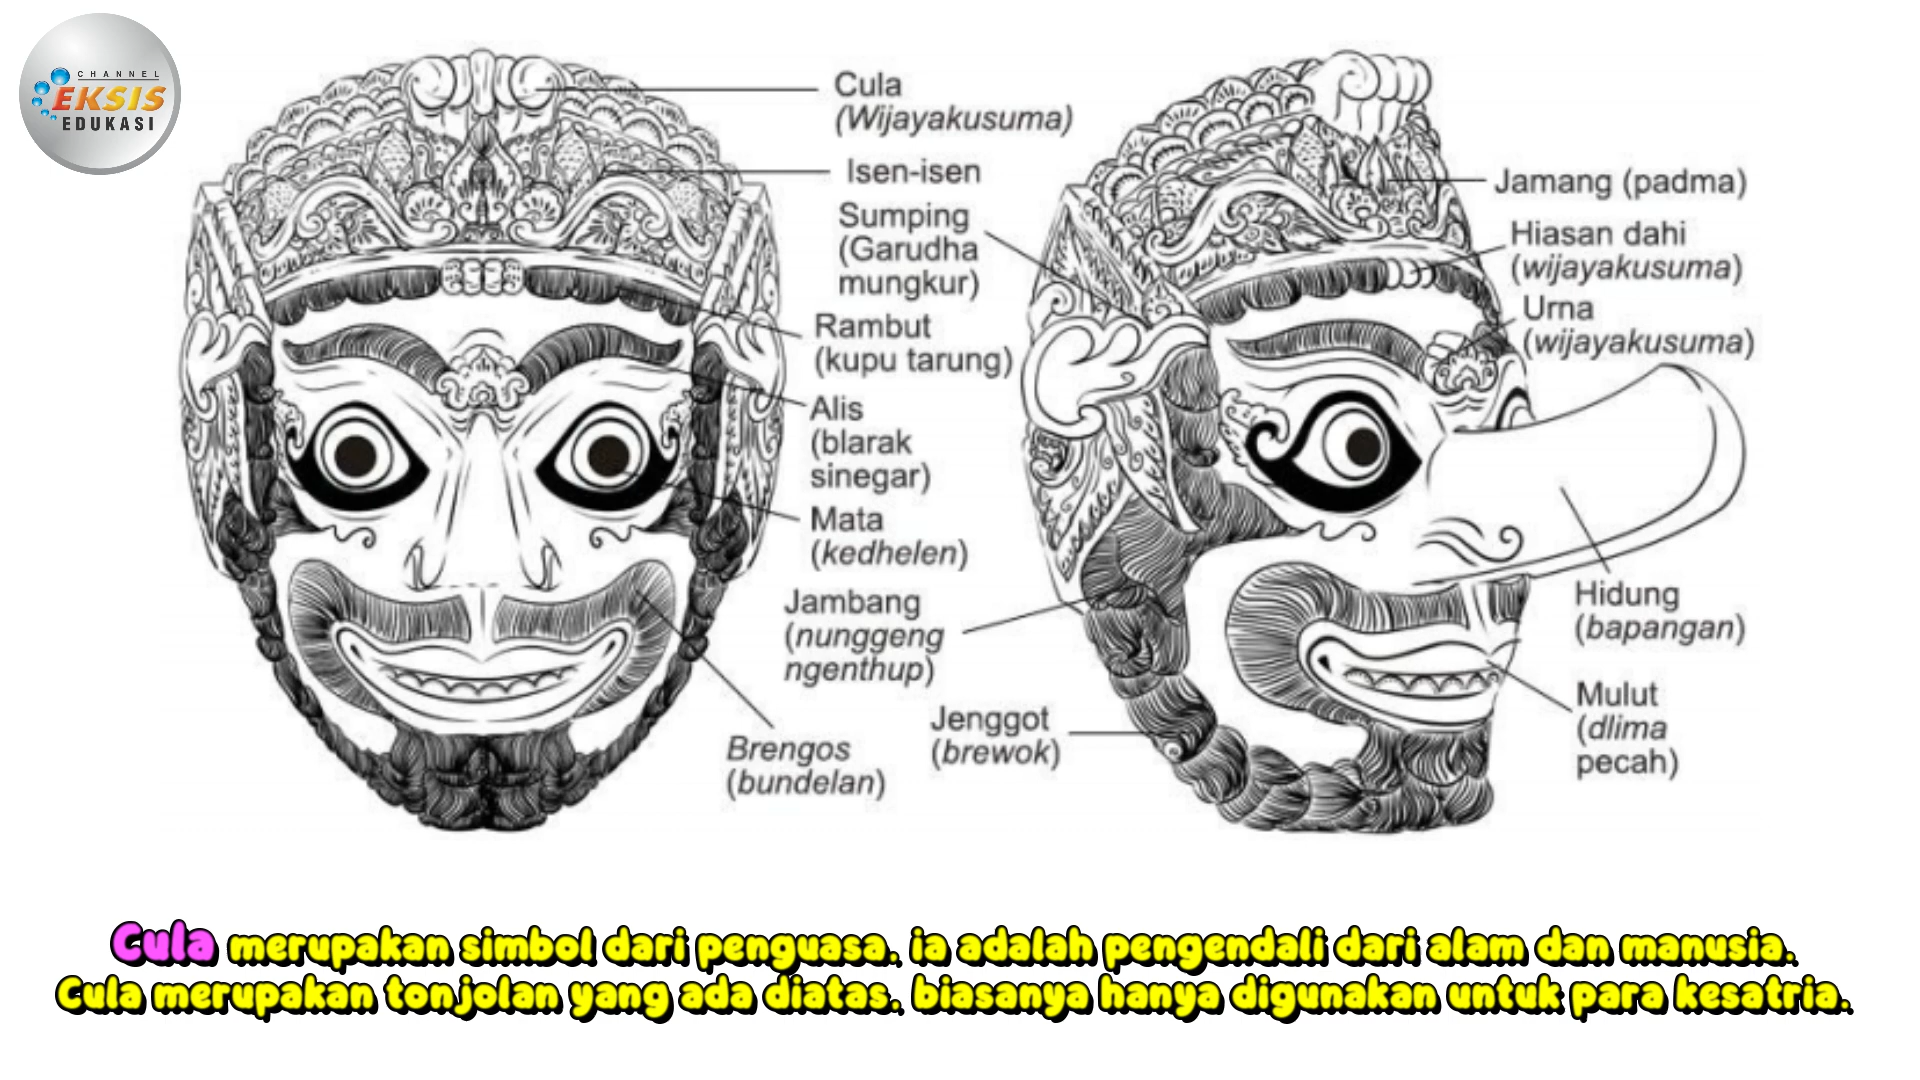 CHANNEL
EKSIS
EDUKASI
Cula
(Wijayakusuma)
Isen-isen
Sumping
(Garudha
mungkur)
Rambut
(kupu tarung)
Alis
(blarak
sinegar)
Mata
(kedhelen)
Jambang
(nunggeng
ngenthup)
Jenggot
(brewok)
Brengos
(bundelan)
Jamang (padma)
Hiasan dahi
(wijayakusuma)
Urna
(wijayakusuma)
Hidung
(bapangan)
Mulut
(dlima
pecah)
Cula merupakan simbol dari penguasa. ia adalah pengendali dari alam dan manusia.
Cula merupakan tonjolan yang ada diatas. biasanya hanya digunakan untuk para kesatria.